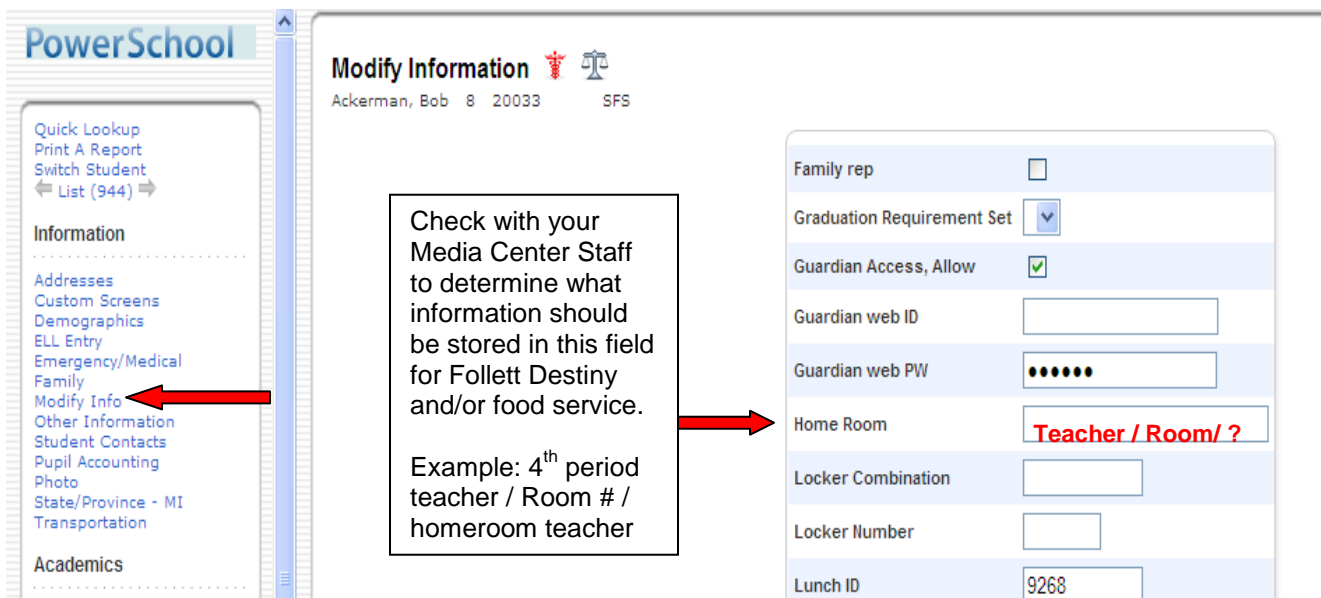 PowerSchool
Quick Lookup
Print A Report
Switch Student
List (944)
Information
Addresses
Custom Screens
Demographics
ELL Entry
Emergency/Medical
Family
Modify Info
Other Information
Student Contacts
Pupil Accounting
Photo
State/Province - MI
Transportation
Academics
Modify Information
Ackerman, Bob 8 20033 SFS
Check with your
Media Center Staff
to determine what
information should
be stored in this field
for Follett Destiny
and/or food service.
Example: 4th period
teacher / Room # /
homeroom teacher
Family rep
Graduation Requirement Set
Guardian Access, Allow
Guardian web ID
Guardian web PW ••••••
Home Room Teacher / Room/ ?
Locker Combination
Locker Number
Lunch ID 9268